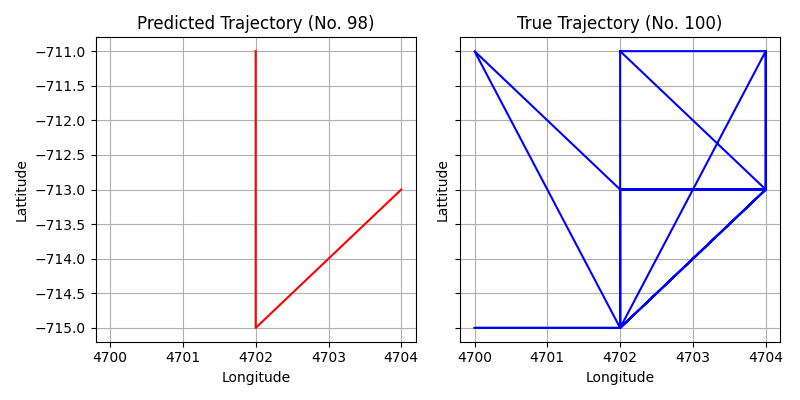 Predicted Trajectory (No. 98)
True Trajectory (No. 100)
−711.0
−711.5
−712.0
−712.5
−713.0
−713.5
−714.0
−714.5
−715.0
Lattitude
Lattitude
4700 4701 4702 4703 4704
4700 4701 4702 4703 4704
Longitude
Longitude